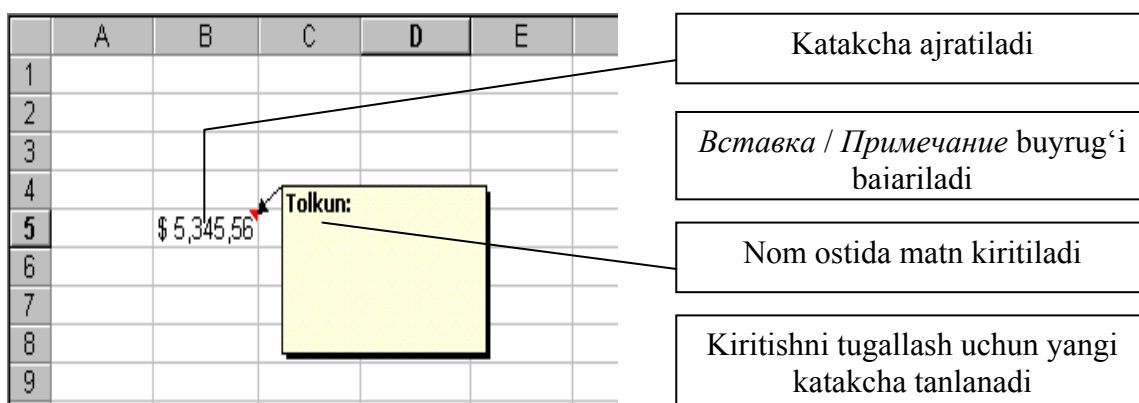 A B C D E
1
2
3
4
5
6
7
8
9
$ 5,345,56
Tolkun:
Katakcha ajratiladi
Вставка / Примечание buyrug‘i
baiariladi
Nom ostida matn kiritiladi
Kiritishni tugallash uchun yangi
katakcha tanlanadi